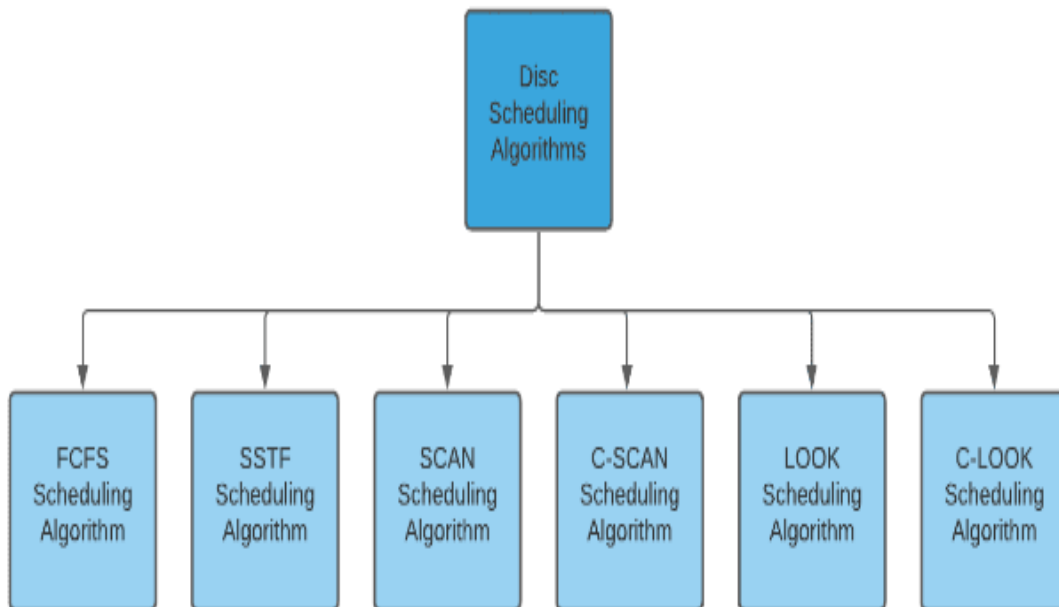 Disc
Scheduling
Algorithms
FCFS
Scheduling
Algorithm
SSTF
Scheduling
Algorithm
SCAN
Scheduling
Algorithm
C-SCAN
Scheduling
Algorithm
LOOK
Scheduling
Algorithm
C-LOOK
Scheduling
Algorithm